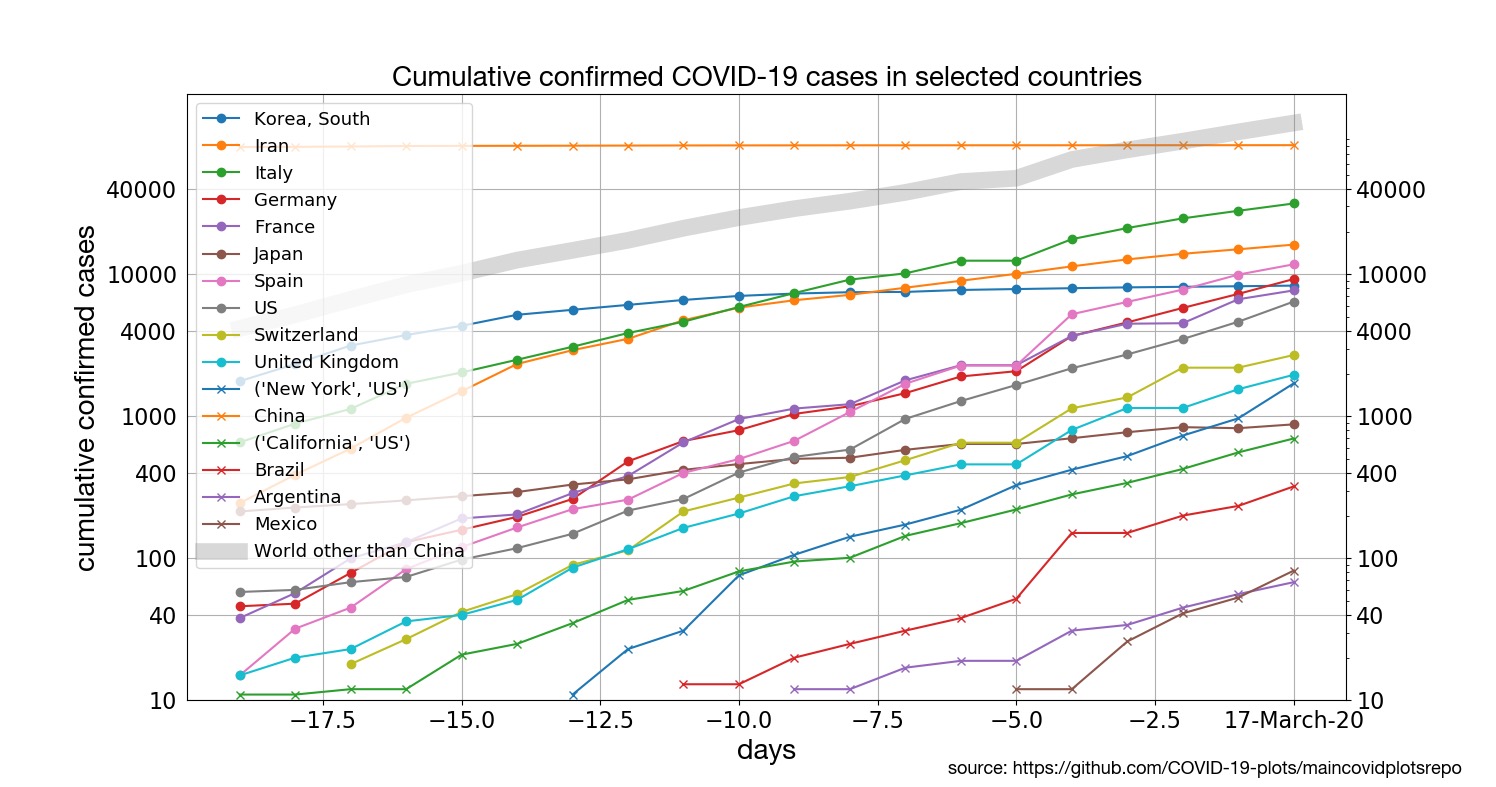 Cumulative confirmed COVID-19 cases in selected countries
cumulative confirmed cases
40000
10000
4000
1000
400
100
40
10
Korea, South
Iran
Italy
Germany
France
Japan
Spain
US
Switzerland
United Kingdom
('New York', 'US')
China
('California', 'US')
Brazil
Argentina
Mexico
World other than China
40000
10000
4000
1000
400
100
40
10
−17.5 −15.0 −12.5 −10.0 −7.5 −5.0 −2.5 17-March-20
days
source: https://github.com/COVID-19-plots/maincovidplotsrepo